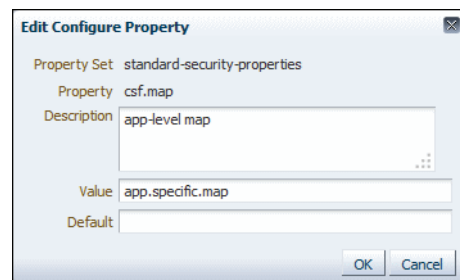 Edit Configure Property
Property Set standard-security-properties
Property csf.map
Description app-level map
Value app.specific.map
Default
OK Cancel